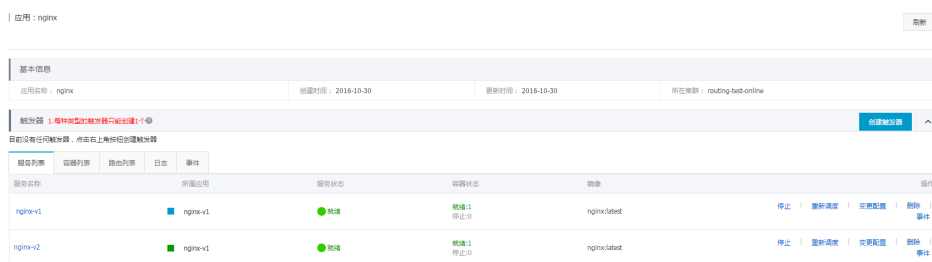 应用：nginx
刷新
基本信息
应用名称： nginx 创建时间： 2016-10-30 更新时间： 2016-10-30 所在集群： routing-test-online
触发器 1.每种类型的触发器只能创建1个 创建触发器
目前没有任何触发器，点击右上角按钮创建触发器
服务列表 容器列表 路由列表 日志 事件
服务名称 所属应用 服务状态 容器状态 镜像 操作
nginx-v1 nginx-v1 就绪 就绪:1 nginx:latest 停止 | 重新调度 | 变更配置 | 删除 |
停止:0 事件
nginx-v2 nginx-v1 就绪 就绪:1 nginx:latest 停止 | 重新调度 | 变更配置 | 删除 |
停止:0 事件